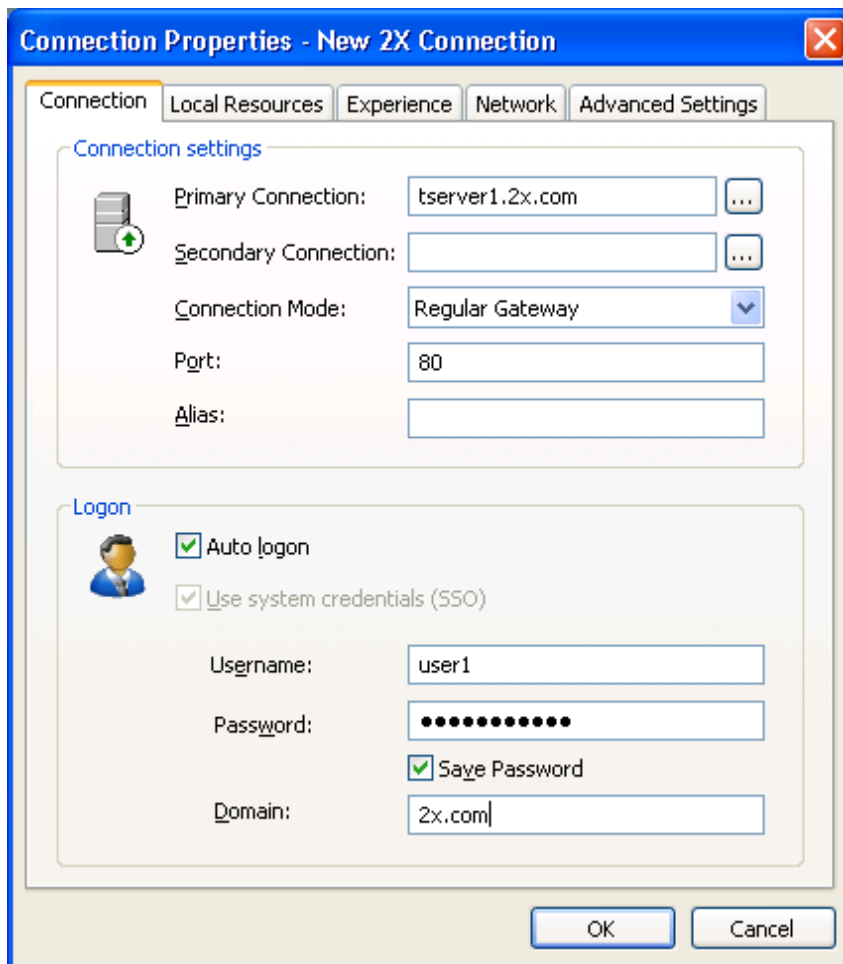 Connection Properties - New 2X Connection
Connection Local Resources Experience Network Advanced Settings
Connection settings
Primary Connection: tserver1.2x.com ...
Secondary Connection: ...
Connection Mode: Regular Gateway
Port: 80
Alias:
Logon
Auto logon
Use system credentials (SSO)
Username: user1
Password: ●●●●●●●●●●●
Save Password
Domain: 2x.com
OK Cancel